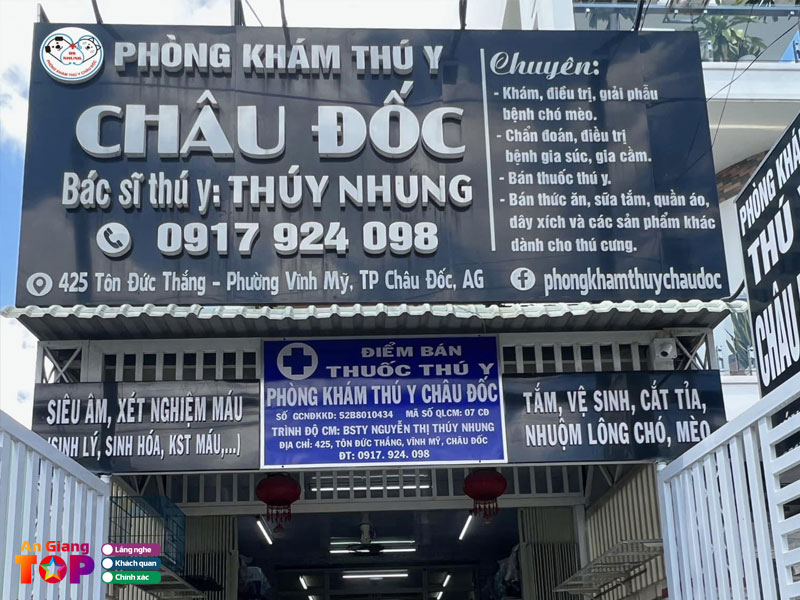 BS NHUNG
PHÒNG KHÁM THÚ Y CHÂU ĐỐC
PHÒNG KHÁM THÚ Y
CHÂU ĐỐC
Bác sĩ thú y: THÚY NHUNG
0917 924 098
425 Tôn Đức Thắng – Phường Vĩnh Mỹ, TP Châu Đốc, AG
Chuyên:
- Khám, điều trị, giải phẫu
bệnh chó mèo.
- Chẩn đoán, điều trị
bệnh gia súc, gia cầm.
- Bán thuốc thú y.
- Bán thức ăn, sữa tắm, quần áo,
dây xích và các sản phẩm khác
dành cho thú cưng.
phongkhamthuychaudoc
PHÒNG KHÁM
THÚ Y
CHÂU
SIÊU ÂM, XÉT NGHIỆM MÁU
(SINH LÝ, SINH HÓA, KST MÁU,...)
ĐIỂM BÁN
THUỐC THÚ Y
PHÒNG KHÁM THÚ Y CHÂU ĐỐC
SỐ GCNĐKKD: 52B8010434 MÃ SỐ QLCM: 07 CĐ
TRÌNH ĐỘ CM: BSTY NGUYỄN THỊ THÚY NHUNG
ĐỊA CHỈ: 425, TÔN ĐỨC THẮNG, VĨNH MỸ, CHÂU ĐỐC
ĐT: 0917. 924. 098
TẮM, VỆ SINH, CẮT TỈA,
NHUỘM LÔNG CHÓ, MÈO
An Giang
TOP
Lắng nghe
Khách quan
Chính xác